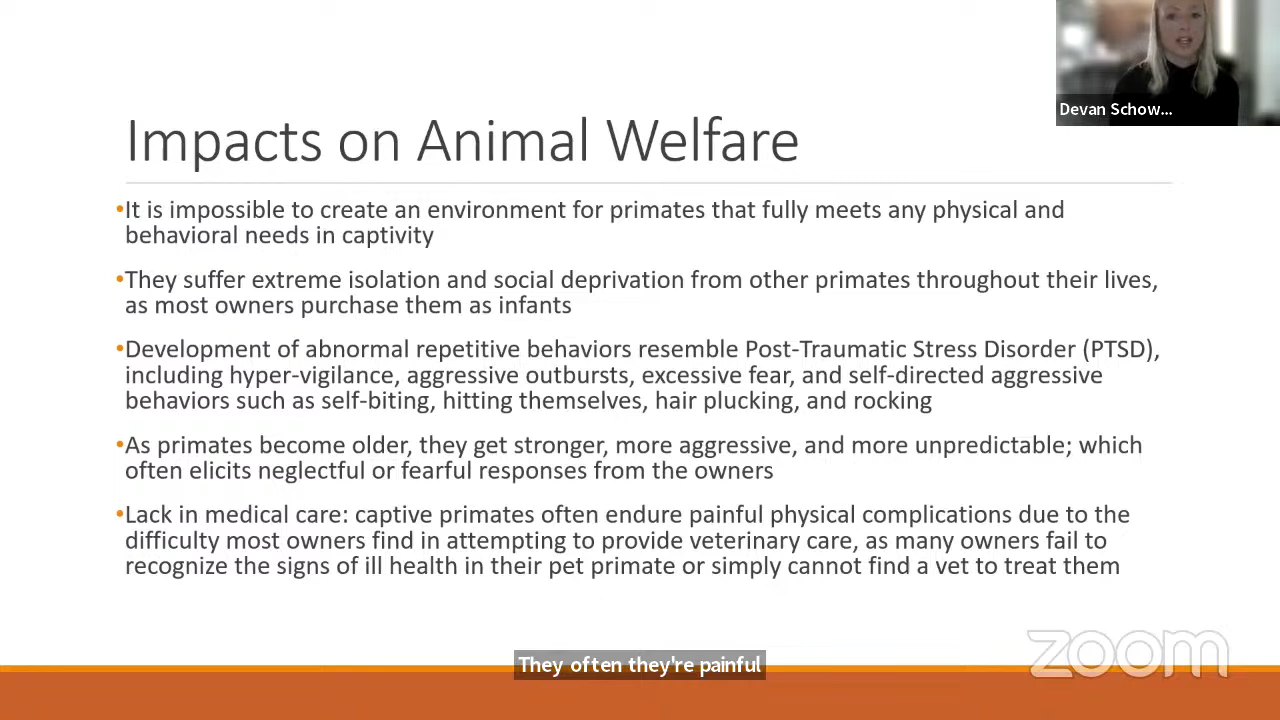 Devan Schow...
Impacts on Animal Welfare
•It is impossible to create an environment for primates that fully meets any physical and
behavioral needs in captivity
•They suffer extreme isolation and social deprivation from other primates throughout their lives,
as most owners purchase them as infants
•Development of abnormal repetitive behaviors resemble Post-Traumatic Stress Disorder (PTSD),
including hyper-vigilance, aggressive outbursts, excessive fear, and self-directed aggressive
behaviors such as self-biting, hitting themselves, hair plucking, and rocking
•As primates become older, they get stronger, more aggressive, and more unpredictable; which
often elicits neglectful or fearful responses from the owners
•Lack in medical care: captive primates often endure painful physical complications due to the
difficulty most owners find in attempting to provide veterinary care, as many owners fail to
recognize the signs of ill health in their pet primate or simply cannot find a vet to treat them
zoom
They often they're painful